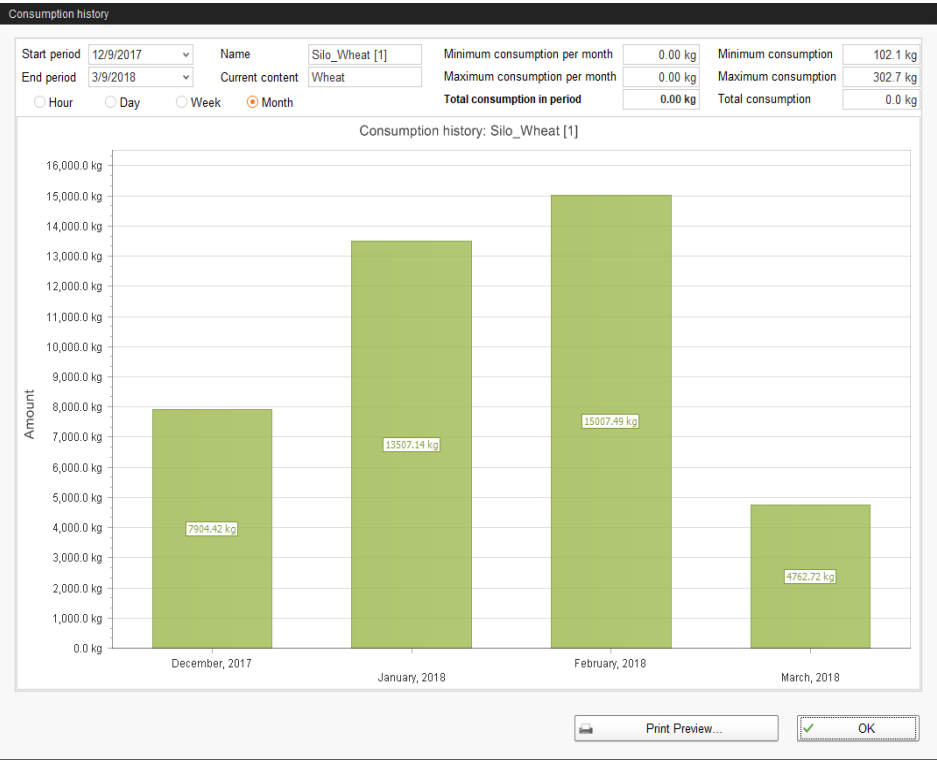 Consumption history
Start period 12/9/2017 Name Silo_Wheat [1] Minimum consumption per month 0.00 kg Minimum consumption 102.1 kg
End period 3/9/2018 Current content Wheat Maximum consumption per month 0.00 kg Maximum consumption 302.7 kg
Hour Day Week Month Total consumption in period 0.00 kg Total consumption 0.0 kg
Consumption history: Silo_Wheat [1]
16,000.0 kg
15,000.0 kg
14,000.0 kg
13,000.0 kg
12,000.0 kg
11,000.0 kg
10,000.0 kg
9,000.0 kg
8,000.0 kg
7,000.0 kg
6,000.0 kg
5,000.0 kg
4,000.0 kg
3,000.0 kg
2,000.0 kg
1,000.0 kg
0.0 kg
Amount
7904.42 kg
13507.14 kg
15007.49 kg
4762.72 kg
December, 2017
January, 2018
February, 2018
March, 2018
Print Preview... OK